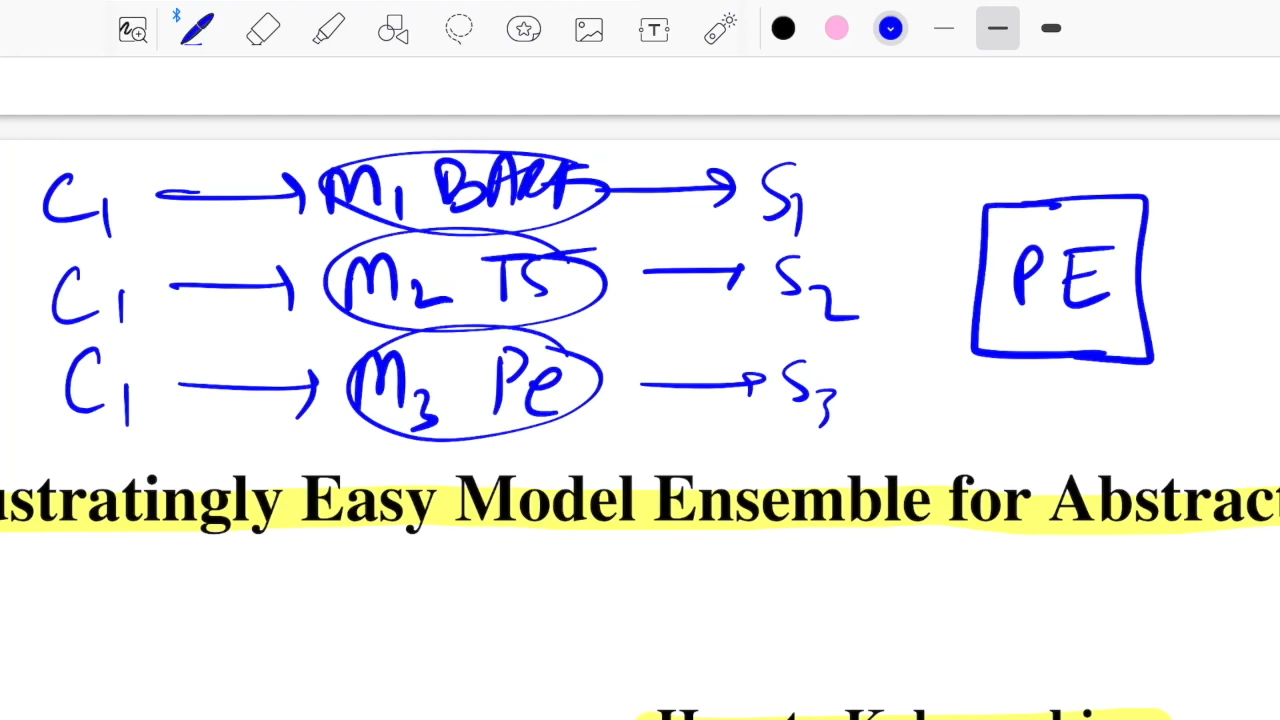 C1 → M1 BART → S1
C1 → M2 T5 → S2
C1 → M3 Pe → S3
PE
ustratingly Easy Model Ensemble for Abstract